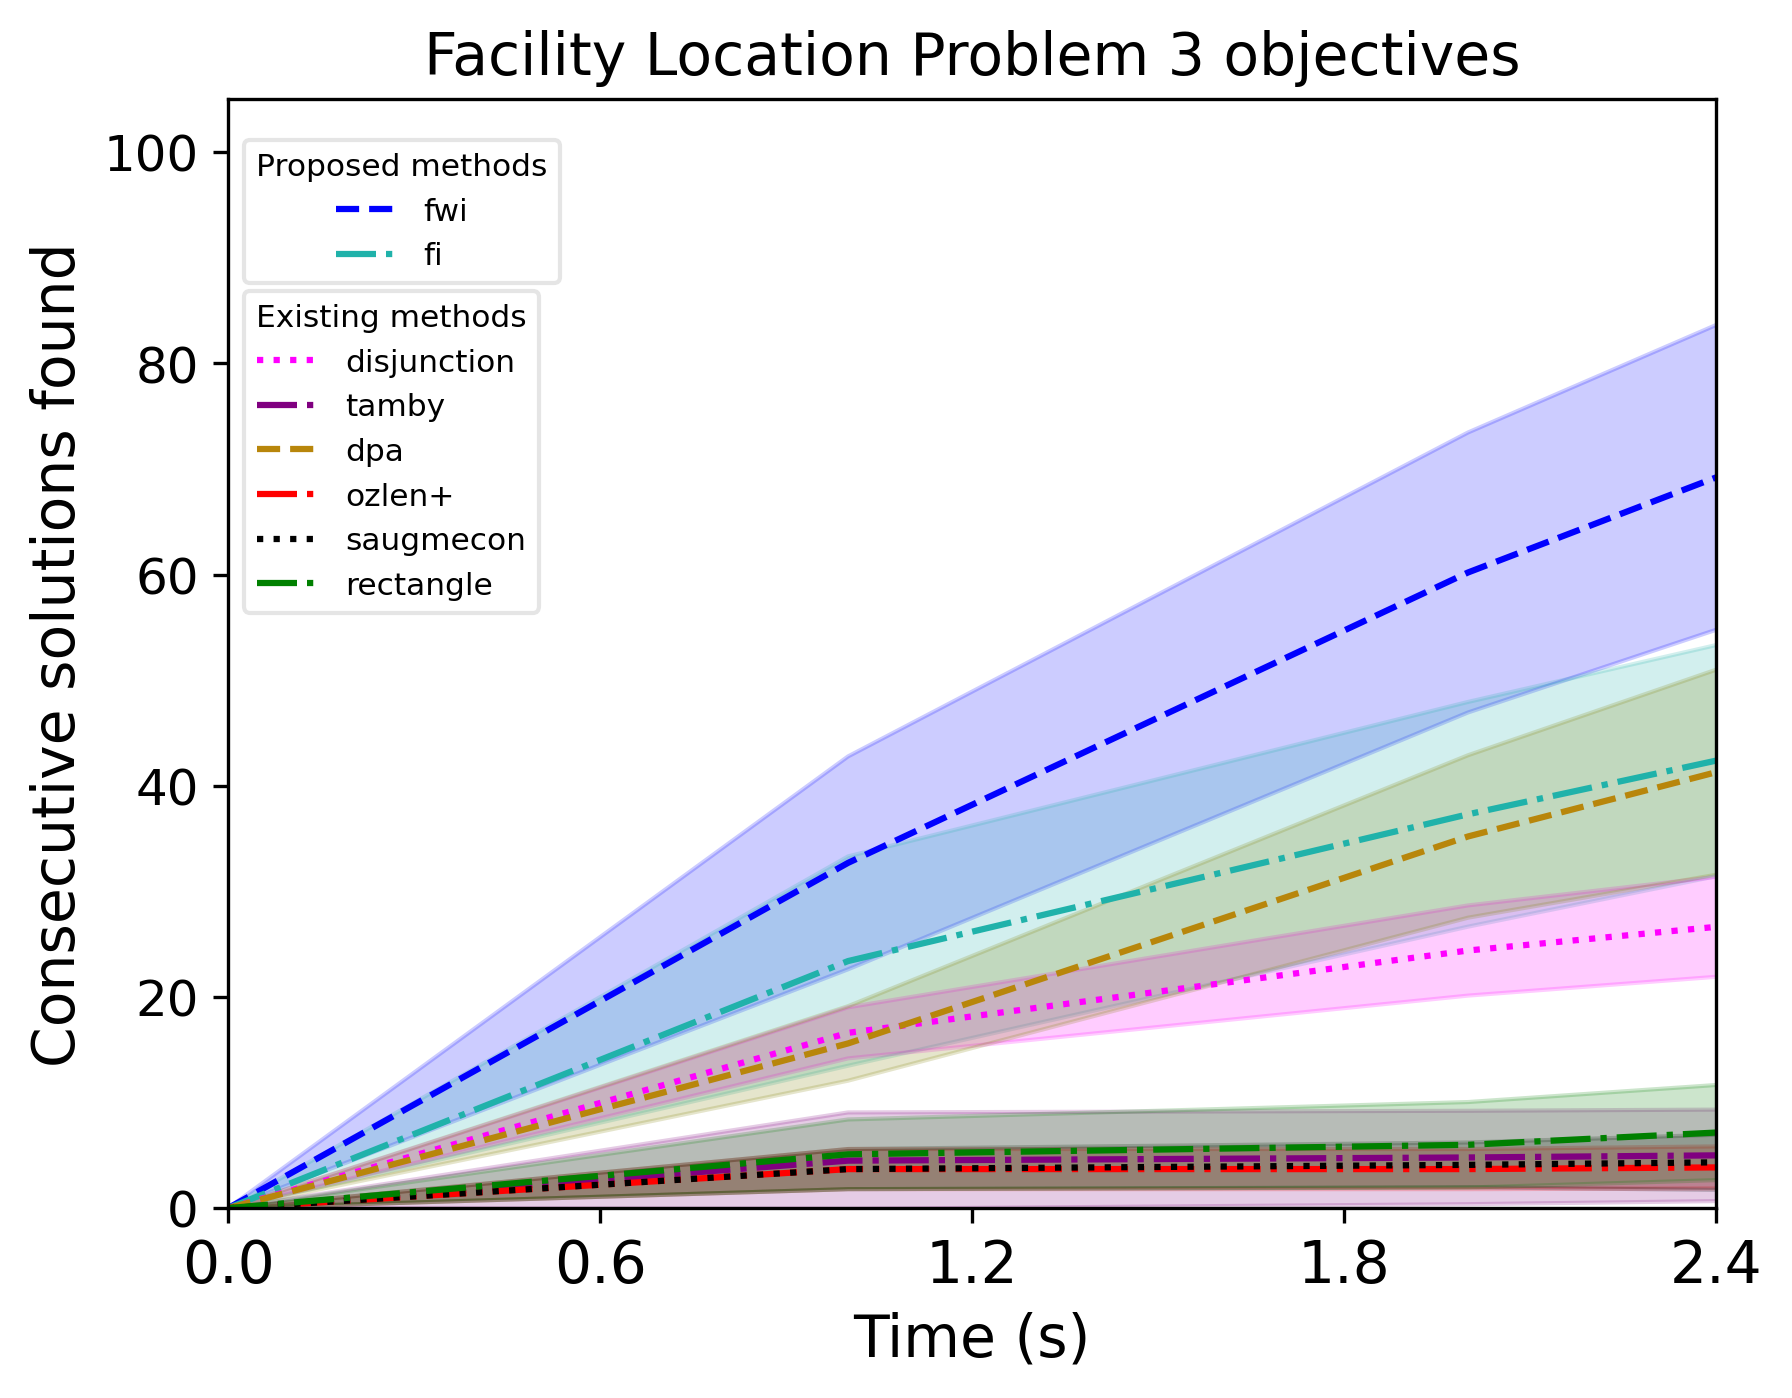 Facility Location Problem 3 objectives
Consecutive solutions found
100
80
60
40
20
0
Proposed methods
fwi
fi
Existing methods
disjunction
tamby
dpa
ozlen+
saugmecon
rectangle
0.0 0.6 1.2 1.8 2.4
Time (s)